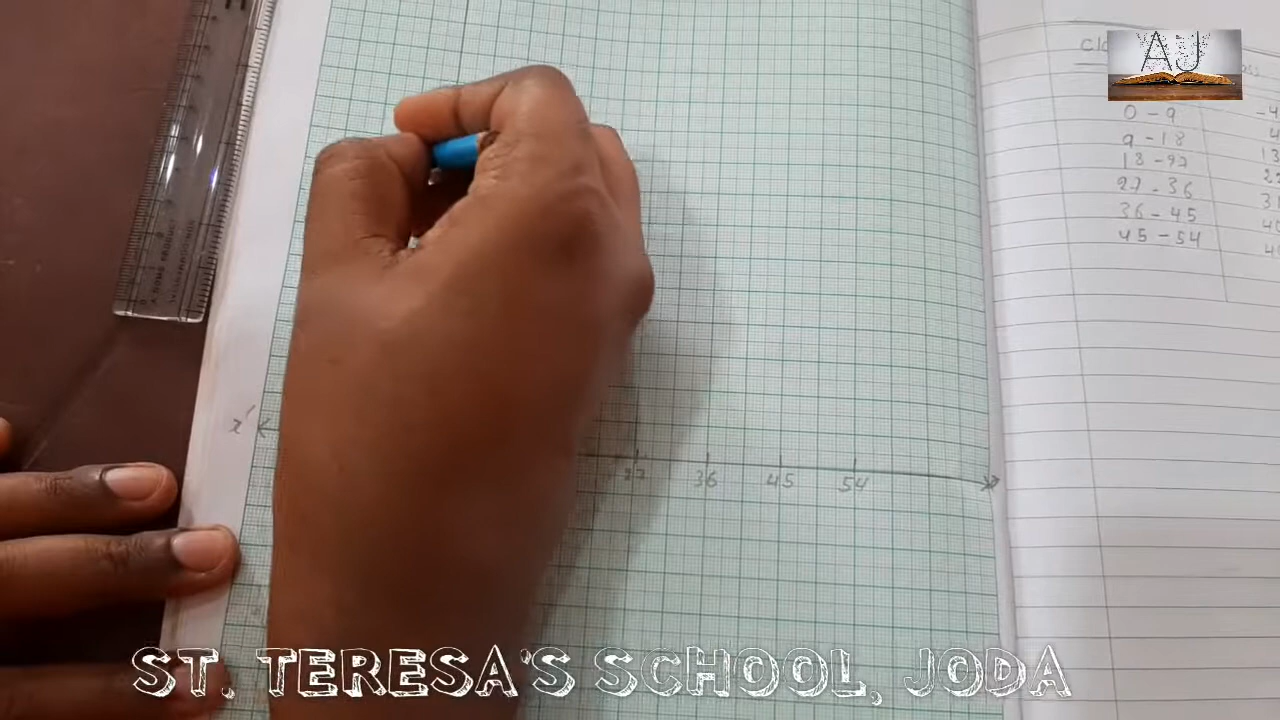 AJ
0 - 9
9 - 18
18 - 27
27 - 36
36 - 45
45 - 54
x'
27 36 45 54
ST. TERESA'S SCHOOL, JODA